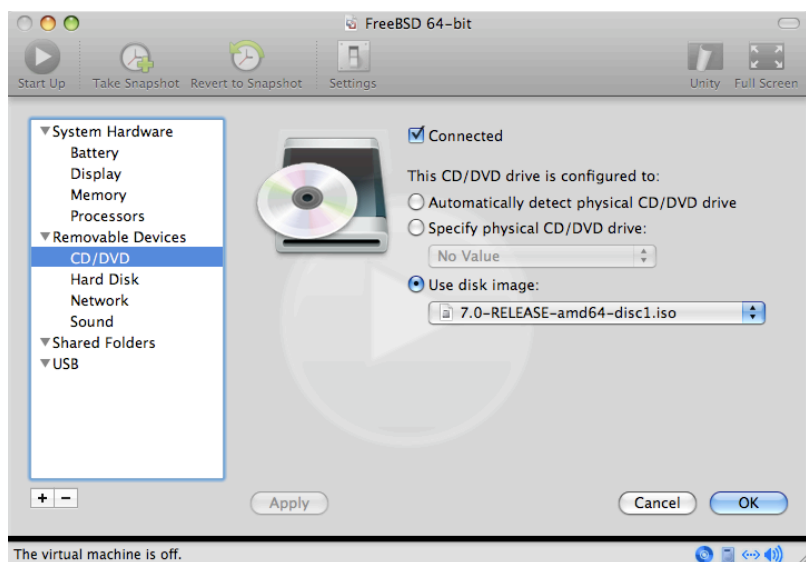 FreeBSD 64-bit
Start Up
Take Snapshot
Revert to Snapshot
Settings
Unity
Full Screen
System Hardware
Battery
Display
Memory
Processors
Removable Devices
CD/DVD
Hard Disk
Network
Sound
Shared Folders
USB
Connected
This CD/DVD drive is configured to:
Automatically detect physical CD/DVD drive
Specify physical CD/DVD drive:
No Value
Use disk image:
7.0-RELEASE-amd64-disc1.iso
+ −
Apply
Cancel
OK
The virtual machine is off.